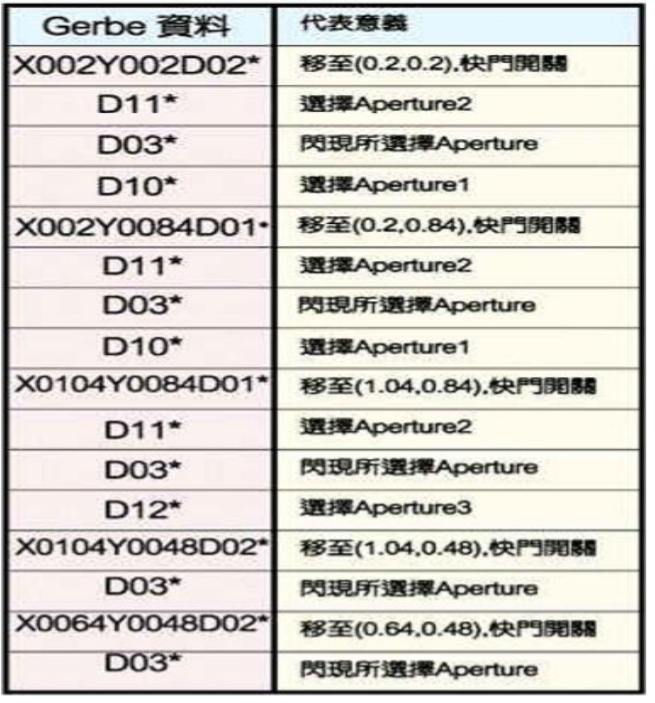 Gerbe 資料 代表意義
X002Y002D02* 移至(0.2,0.2),快門開關
D11* 選擇Aperture2
D03* 閃現所選擇Aperture
D10* 選擇Aperture1
X002Y0084D01* 移至(0.2,0.84),快門開關
D11* 選擇Aperture2
D03* 閃現所選擇Aperture
D10* 選擇Aperture1
X0104Y0084D01* 移至(1.04,0.84),快門開關
D11* 選擇Aperture2
D03* 閃現所選擇Aperture
D12* 選擇Aperture3
X0104Y0048D02* 移至(1.04,0.48),快門開關
D03* 閃現所選擇Aperture
X0064Y0048D02* 移至(0.64,0.48),快門開關
D03* 閃現所選擇Aperture